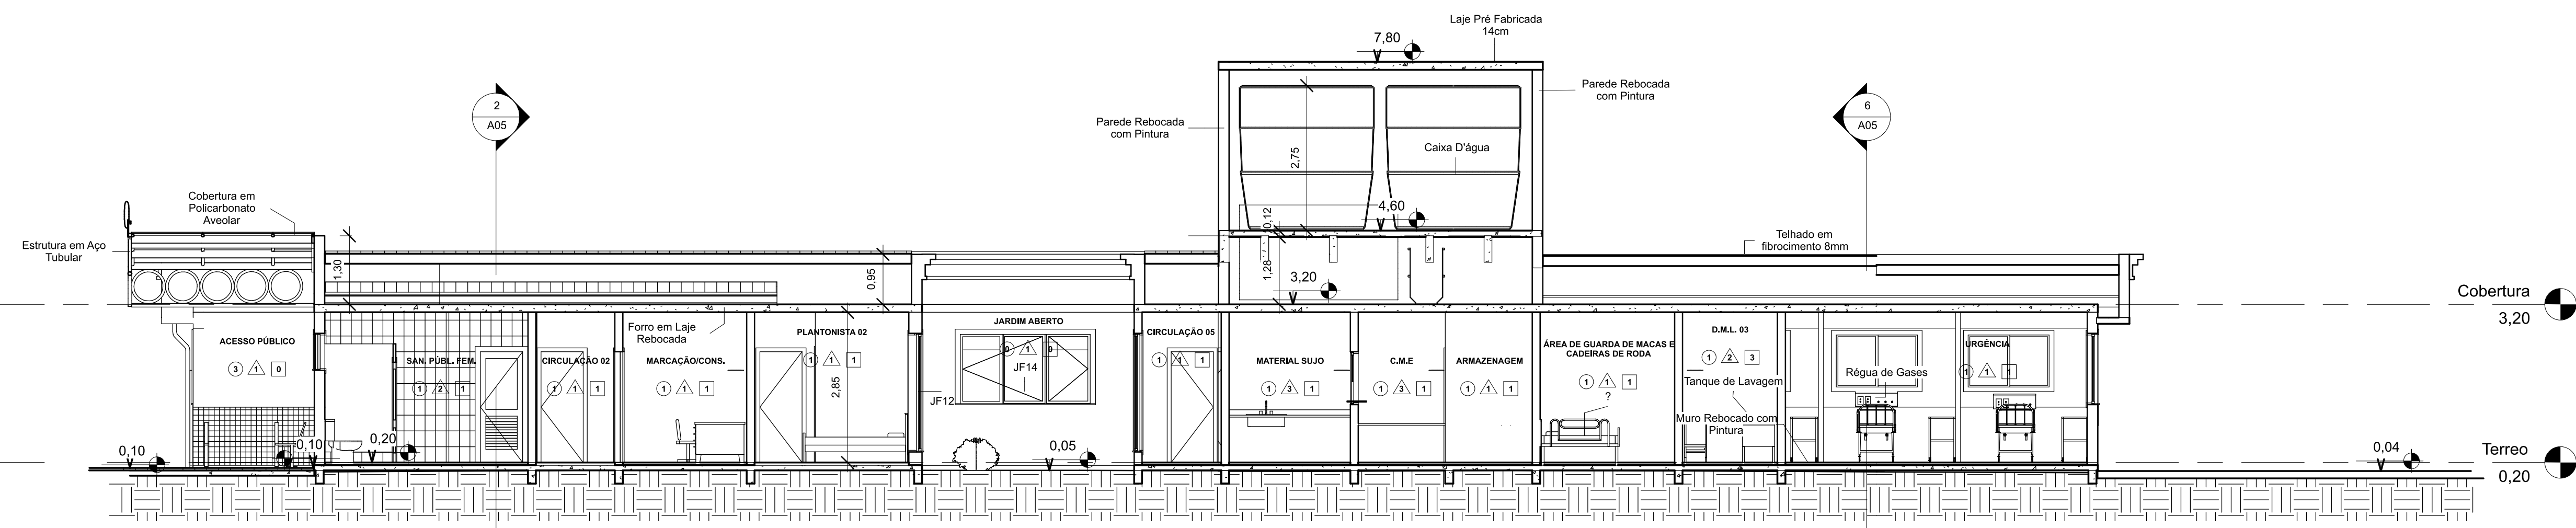 Laje Pré Fabricada
14cm
7,80
Parede Rebocada
com Pintura
2
A05
6
A05
Parede Rebocada
com Pintura
Caixa D'água
2,75
Cobertura em
Policarbonato
Aveolar
4,60
0,12
Estrutura em Aço
Tubular
Telhado em
fibrocimento 8mm
1,30
0,95
1,28
3,20
Cobertura
3,20
Forro em Laje
Rebocada
ACESSO PÚBLICO
3 1 0
SAN. PÚBL. FEM.
1 2 1
CIRCULAÇÃO 02
1 1 1
MARCAÇÃO/CONS.
1 1 1
PLANTONISTA 02
1 1 1
2,85
JARDIM ABERTO
0 1 0
JF14
JF12
CIRCULAÇÃO 05
1 1 1
MATERIAL SUJO
1 3 1
C.M.E
1 3 1
ARMAZENAGEM
1 1 1
ÁREA DE GUARDA DE MACAS E
CADEIRAS DE RODA
1 1 1
?
D.M.L. 03
1 2 3
Tanque de Lavagem
Muro Rebocado com
Pintura
Régua de Gases
URGÊNCIA
1 1 1
0,10
0,10
0,20
0,05
0,04
Terreo
0,20